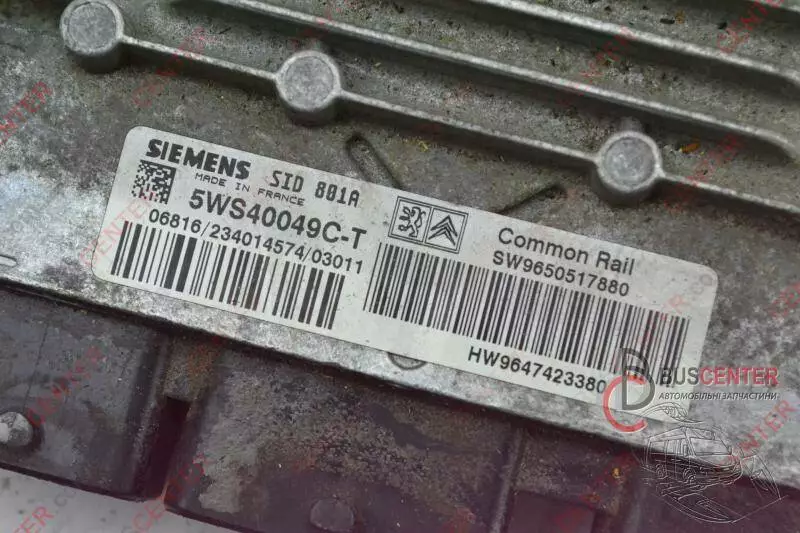 SIEMENS SID 801A
MADE IN FRANCE
5WS40049C-T
06816/234014574/03011
Common Rail
SW9650517880
HW9647423380
BUSCENTER
АВТОМОБІЛЬНІ ЗАПЧАСТИНИ